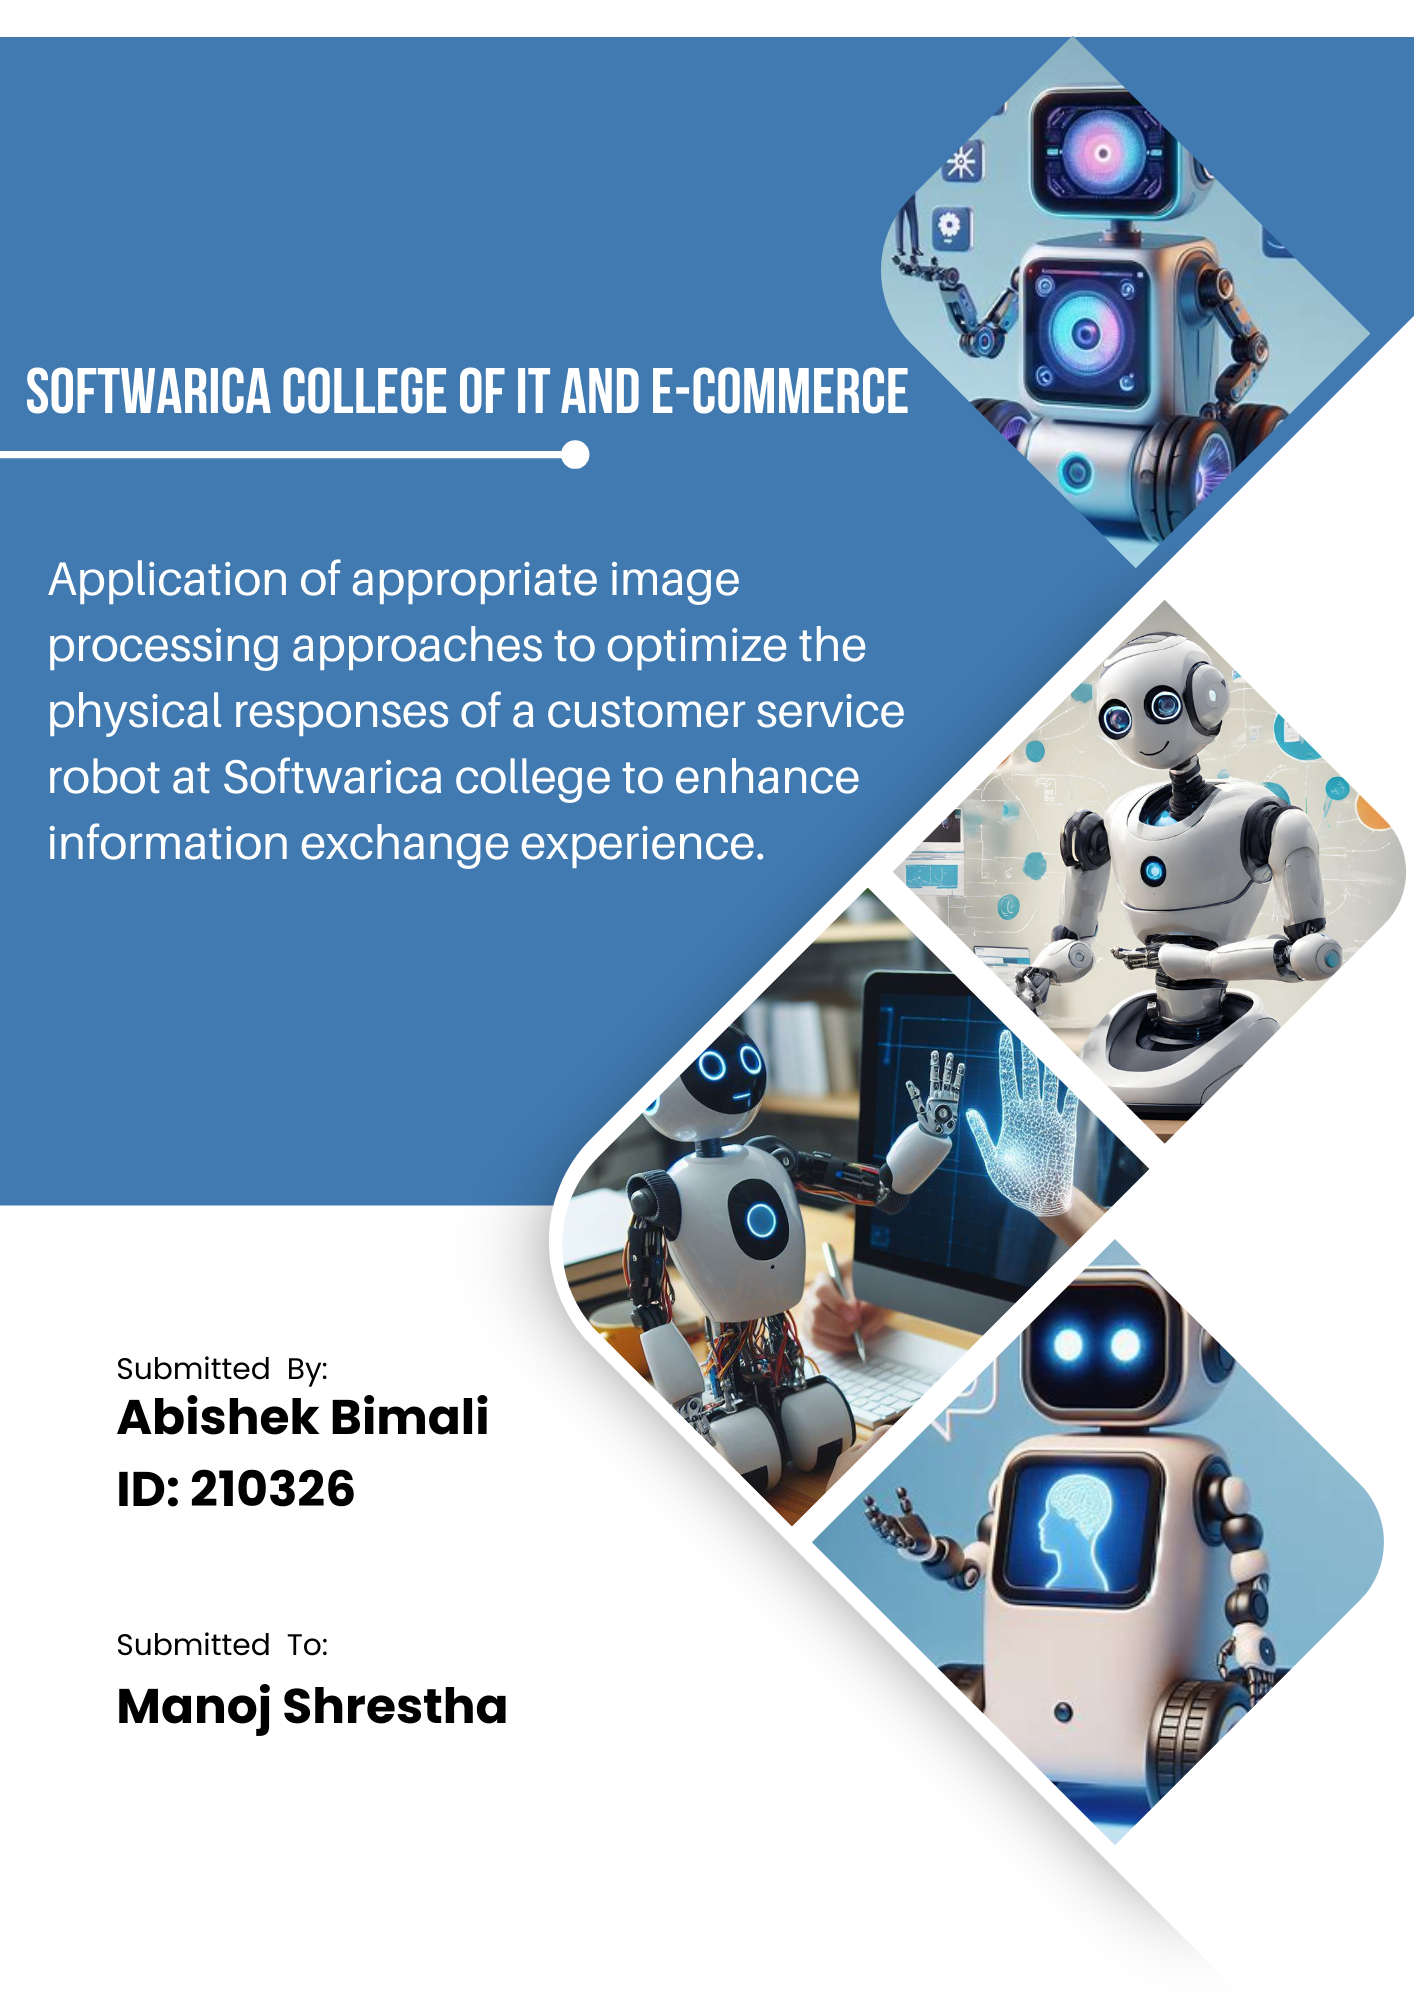 SOFTWARICA COLLEGE OF IT AND E-COMMERCE
Application of appropriate image
processing approaches to optimize the
physical responses of a customer service
robot at Softwarica college to enhance
information exchange experience.
Submitted By:
Abishek Bimali
ID: 210326
Submitted To:
Manoj Shrestha